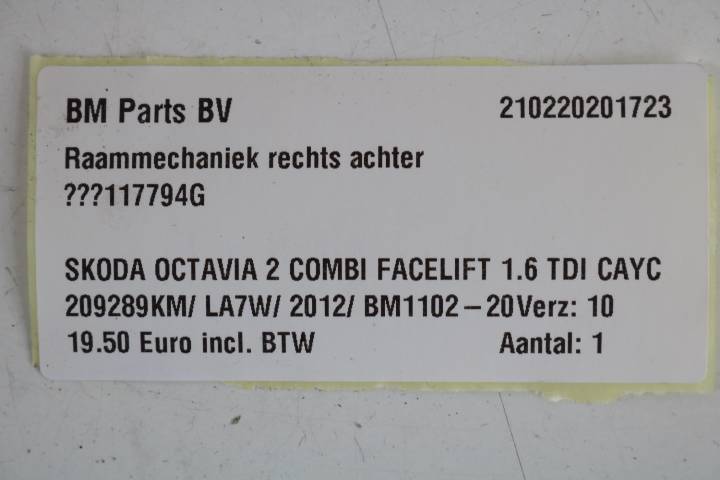 BM Parts BV 210220201723
Raammechaniek rechts achter
???117794G
SKODA OCTAVIA 2 COMBI FACELIFT 1.6 TDI CAYC
209289KM/ LA7W/ 2012/ BM1102-20Verz: 10
19.50 Euro incl. BTW Aantal: 1